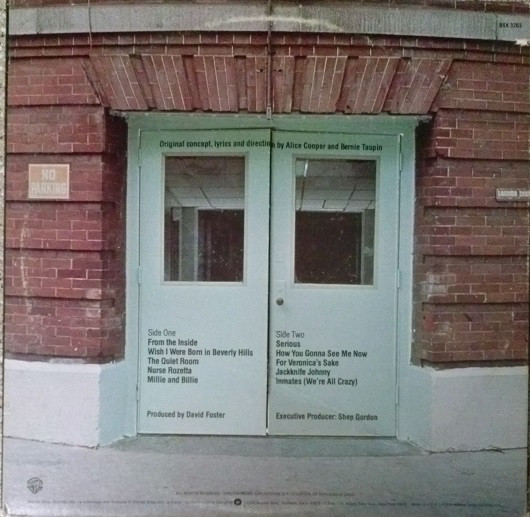 BSK 3263
Original concept, lyrics and direction by Alice Cooper and Bernie Taupin
NO
PARKING
Side One
From the Inside
Wish I Were Born in Beverly Hills
The Quiet Room
Nurse Rozetta
Millie and Billie
Produced by David Foster
Side Two
Serious
How You Gonna See Me Now
For Veronica's Sake
Jackknife Johnny
Inmates (We're All Crazy)
Executive Producer: Shep Gordon